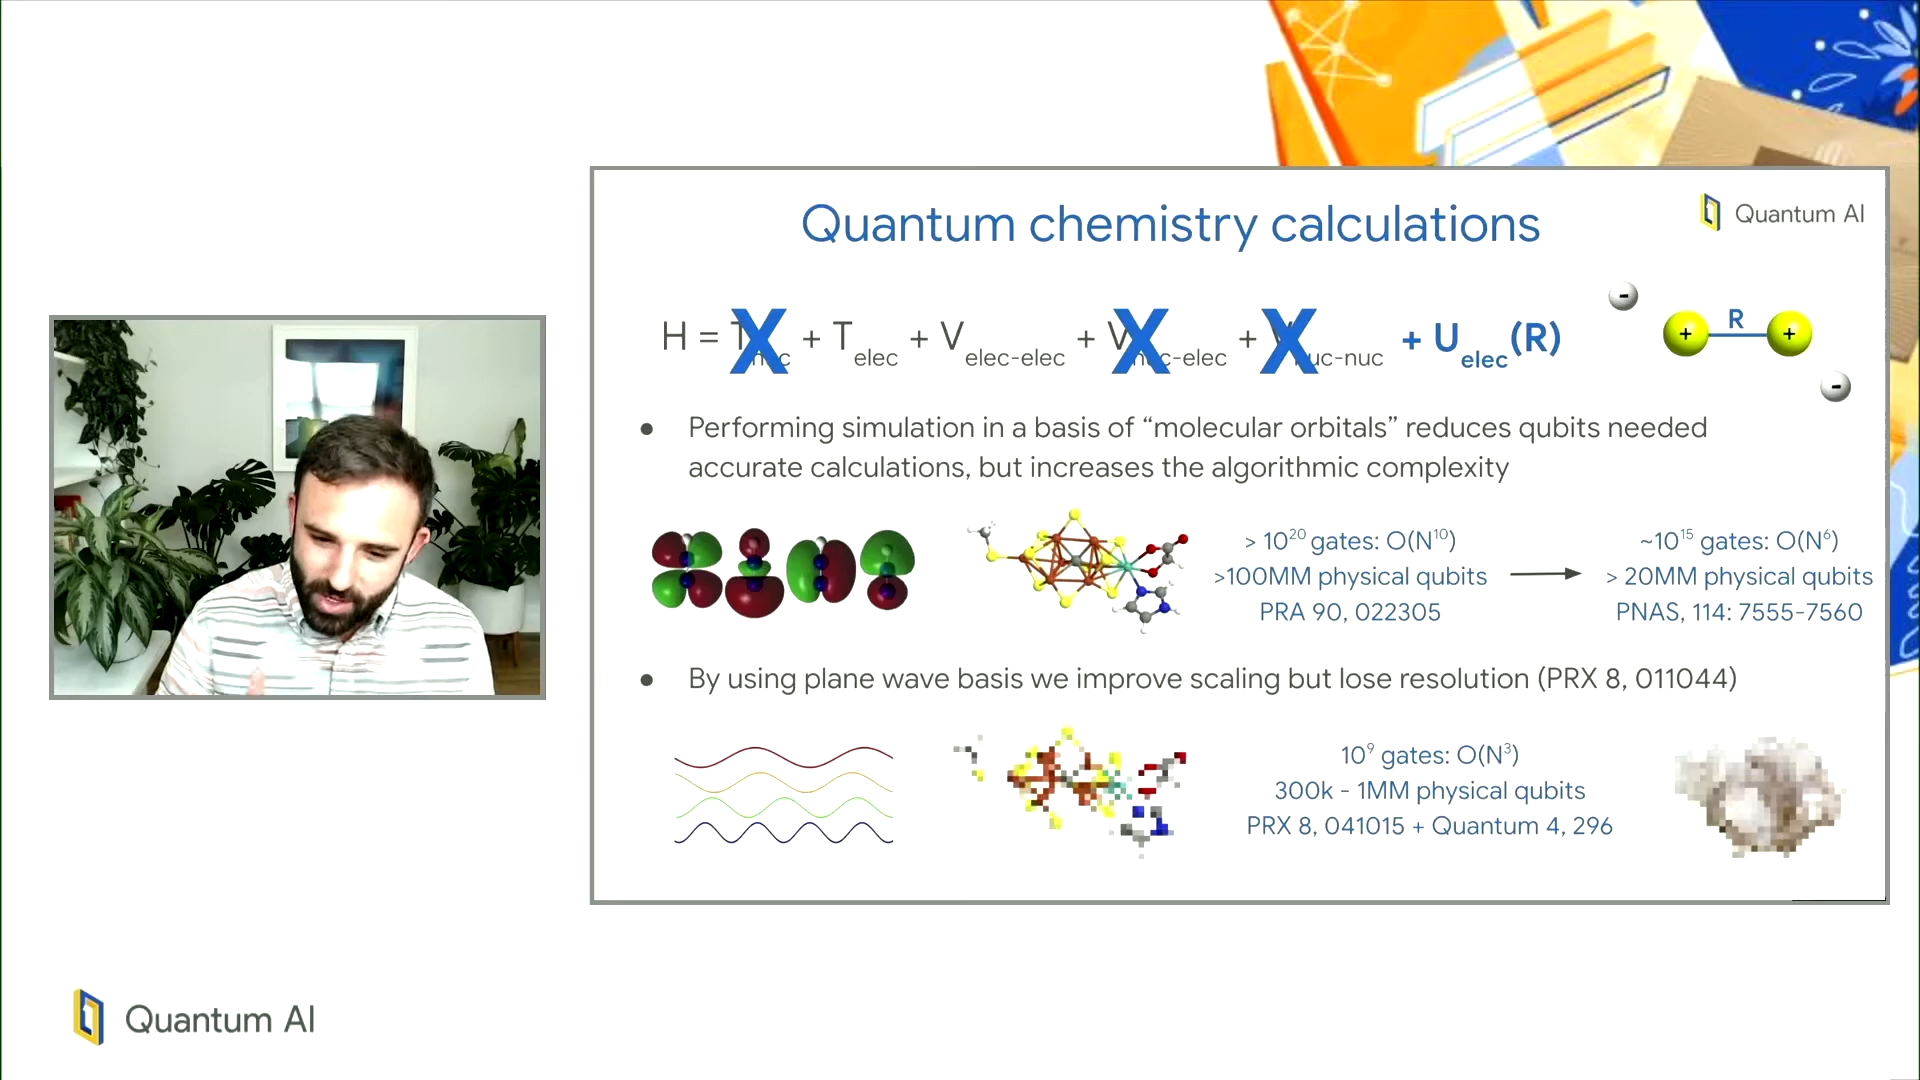 Quantum chemistry calculations
Quantum AI
H = T + T elec + V elec-elec + V -elec + uc-nuc + U elec (R)
-
+ R +
-
● Performing simulation in a basis of “molecular orbitals” reduces qubits needed
accurate calculations, but increases the algorithmic complexity
> 10²⁰ gates: O(N¹⁰)
>100MM physical qubits
PRA 90, 022305
~10¹⁵ gates: O(N⁶)
> 20MM physical qubits
PNAS, 114: 7555-7560
● By using plane wave basis we improve scaling but lose resolution (PRX 8, 011044)
10⁹ gates: O(N³)
300k - 1MM physical qubits
PRX 8, 041015 + Quantum 4, 296
Quantum AI